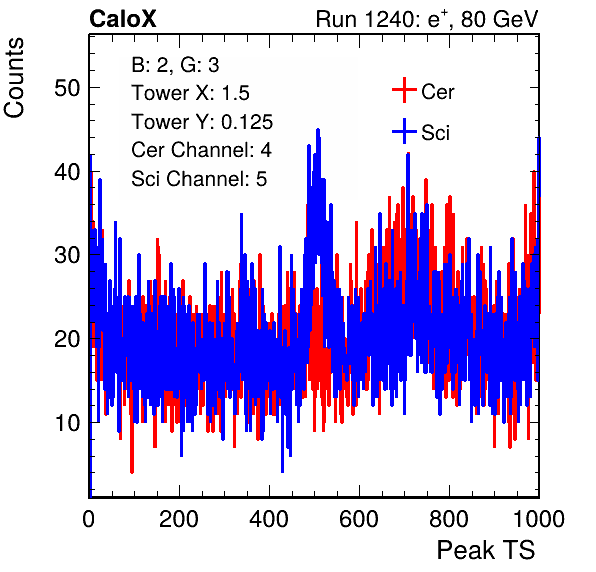 CaloX Run 1240: e⁺, 80 GeV
Counts
B: 2, G: 3
Tower X: 1.5
Tower Y: 0.125
Cer Channel: 4
Sci Channel: 5
Cer
Sci
50
40
30
20
10
0 200 400 600 800 1000
Peak TS